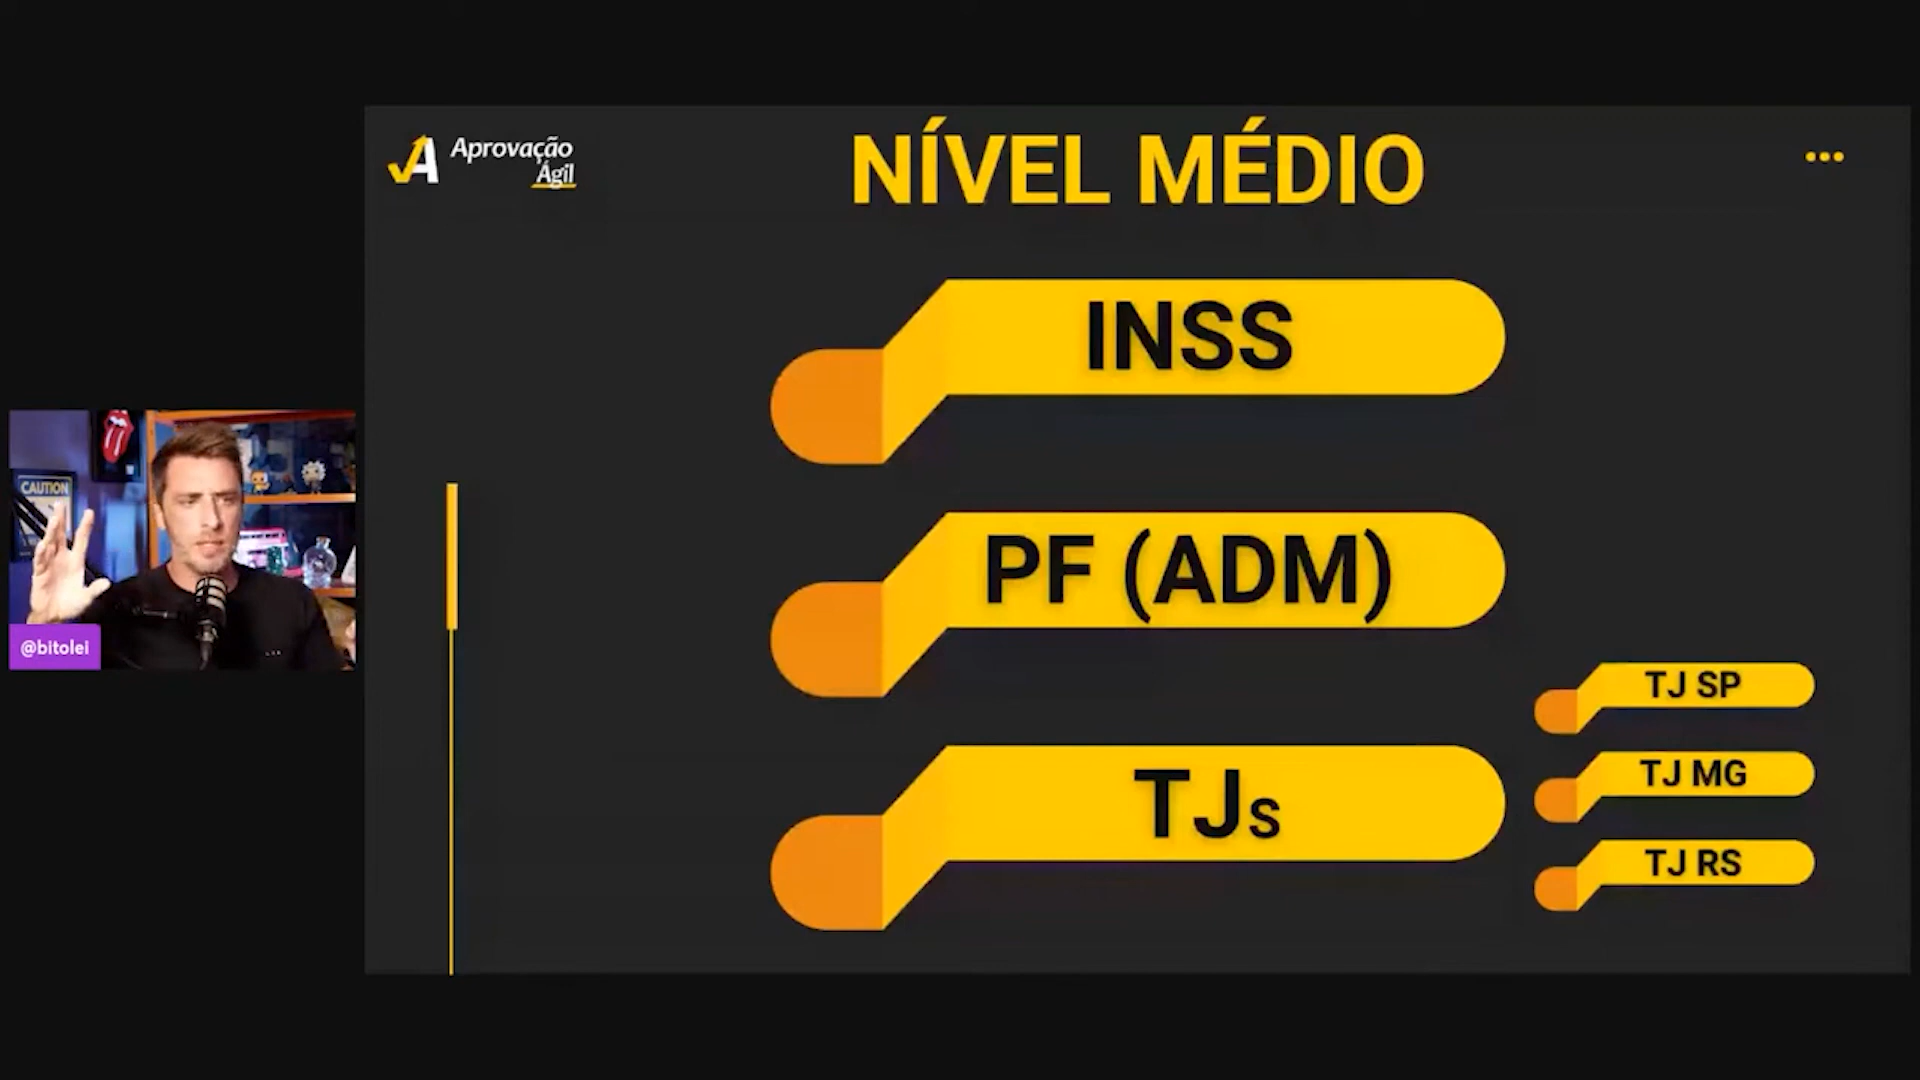 Aprovação
Ágil
NÍVEL MÉDIO
INSS
PF (ADM)
TJs
TJ SP
TJ MG
TJ RS
CAUTION
@bitolei